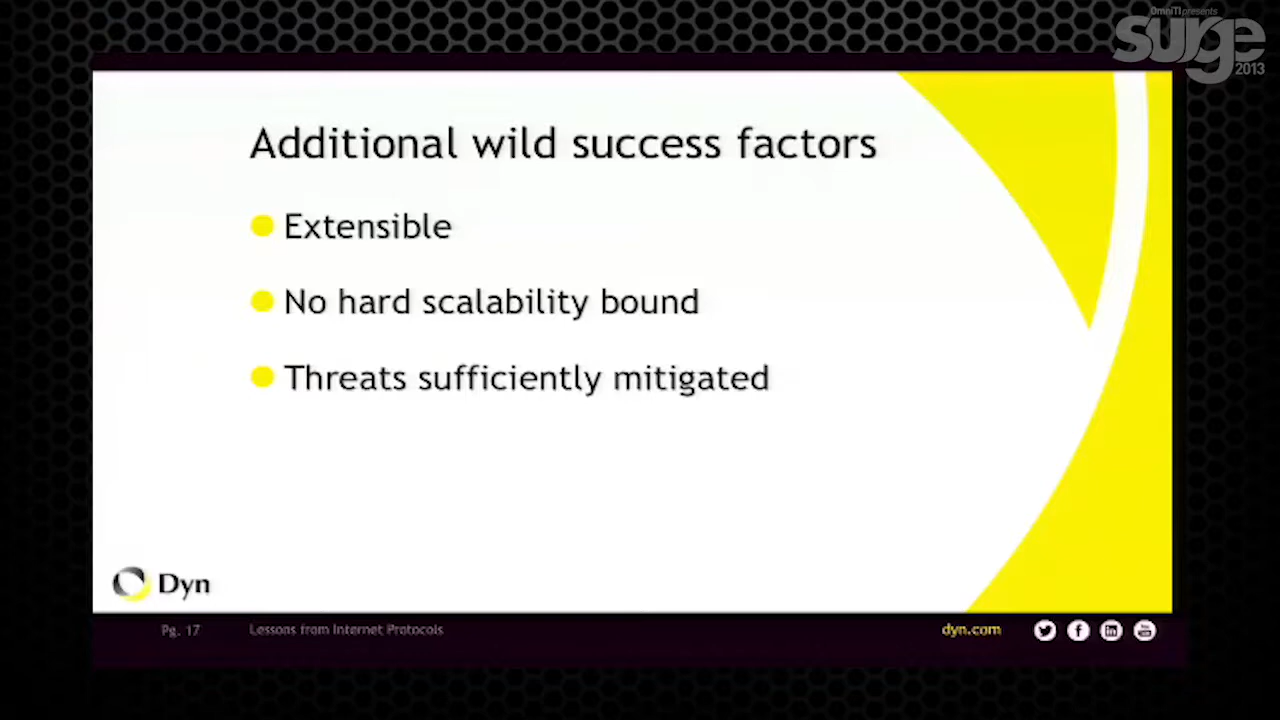 OmniTI presents
surge
2013
Additional wild success factors
Extensible
No hard scalability bound
Threats sufficiently mitigated
Dyn
Pg. 17
Lessons from Internet Protocols
dyn.com